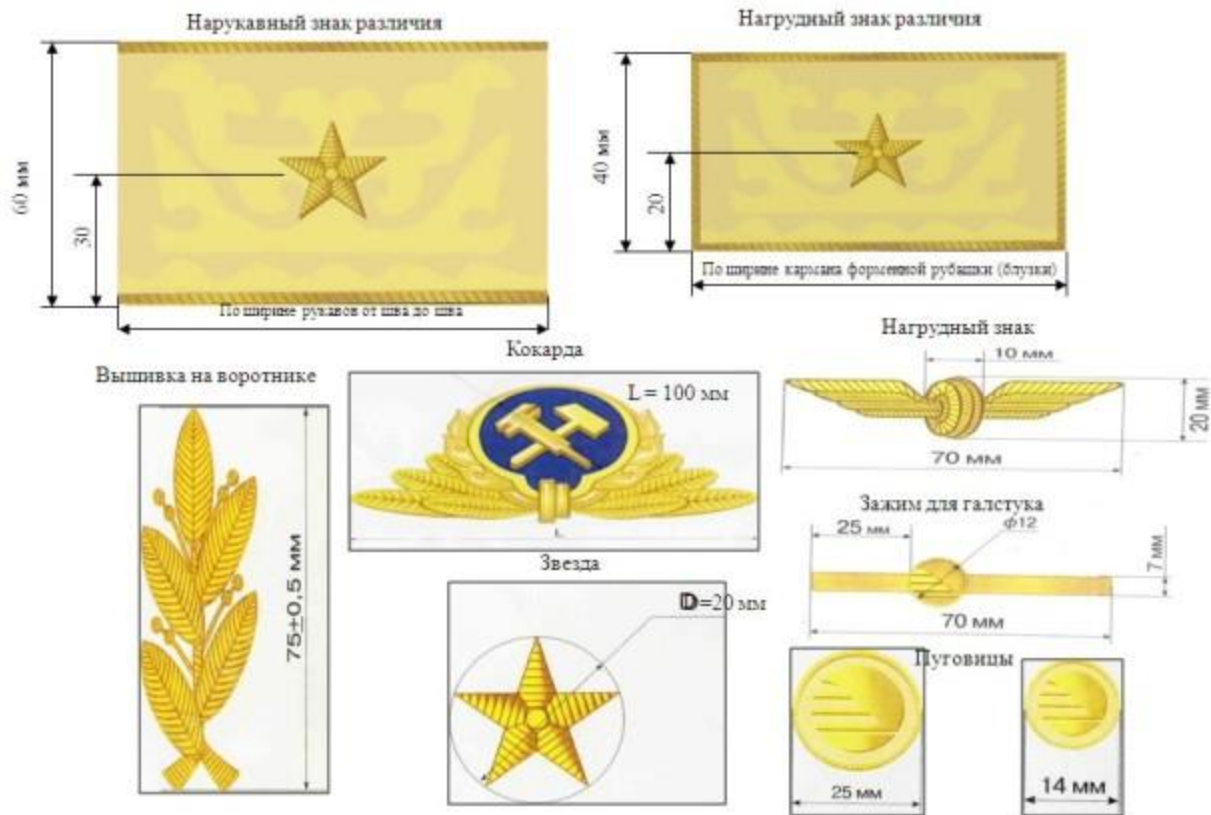 Нарукавный знак различия
Нагрудный знак различия
60 мм
30
По ширине рукавов от шва до шва
40 мм
20
По ширине кармана форменной рубашки (блузки)
Вышивка на воротнике
75±0,5 мм
Кокарда
L = 100 мм
L
Звезда
D=20 мм
Нагрудный знак
10 мм
20 мм
70 мм
Зажим для галстука
25 мм
ф12
7 мм
70 мм
Пуговицы
25 мм
14 мм